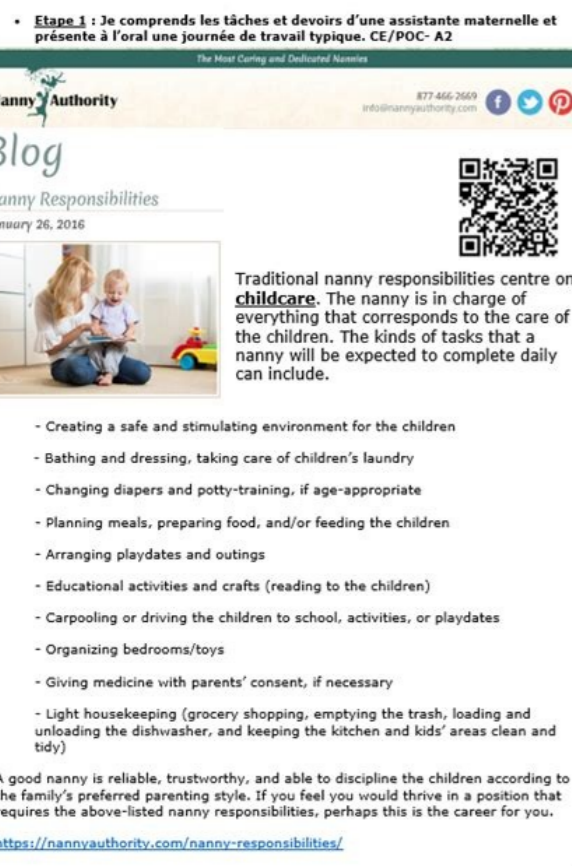 • Etape 1 : Je comprends les tâches et devoirs d'une assistante maternelle et
présente à l'oral une journée de travail typique. CE/POC- A2
The Most Caring and Dedicated Nannies
anny Authority
877-466-2669
info@nannyauthority.com
Blog
anny Responsibilities
nuary 26, 2016
Traditional nanny responsibilities centre on
childcare. The nanny is in charge of
everything that corresponds to the care of
the children. The kinds of tasks that a
nanny will be expected to complete daily
can include.
- Creating a safe and stimulating environment for the children
- Bathing and dressing, taking care of children's laundry
- Changing diapers and potty-training, if age-appropriate
- Planning meals, preparing food, and/or feeding the children
- Arranging playdates and outings
- Educational activities and crafts (reading to the children)
- Carpooling or driving the children to school, activities, or playdates
- Organizing bedrooms/toys
- Giving medicine with parents' consent, if necessary
- Light housekeeping (grocery shopping, emptying the trash, loading and
unloading the dishwasher, and keeping the kitchen and kids' areas clean and
tidy)
A good nanny is reliable, trustworthy, and able to discipline the children according to
the family's preferred parenting style. If you feel you would thrive in a position that
requires the above-listed nanny responsibilities, perhaps this is the career for you.
https://nannyauthority.com/nanny-responsibilities/